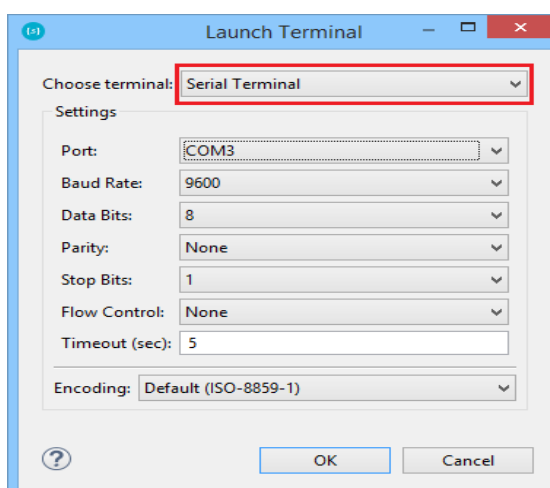 Launch Terminal
Choose terminal: Serial Terminal
Settings
Port: COM3
Baud Rate: 9600
Data Bits: 8
Parity: None
Stop Bits: 1
Flow Control: None
Timeout (sec): 5
Encoding: Default (ISO-8859-1)
? OK Cancel